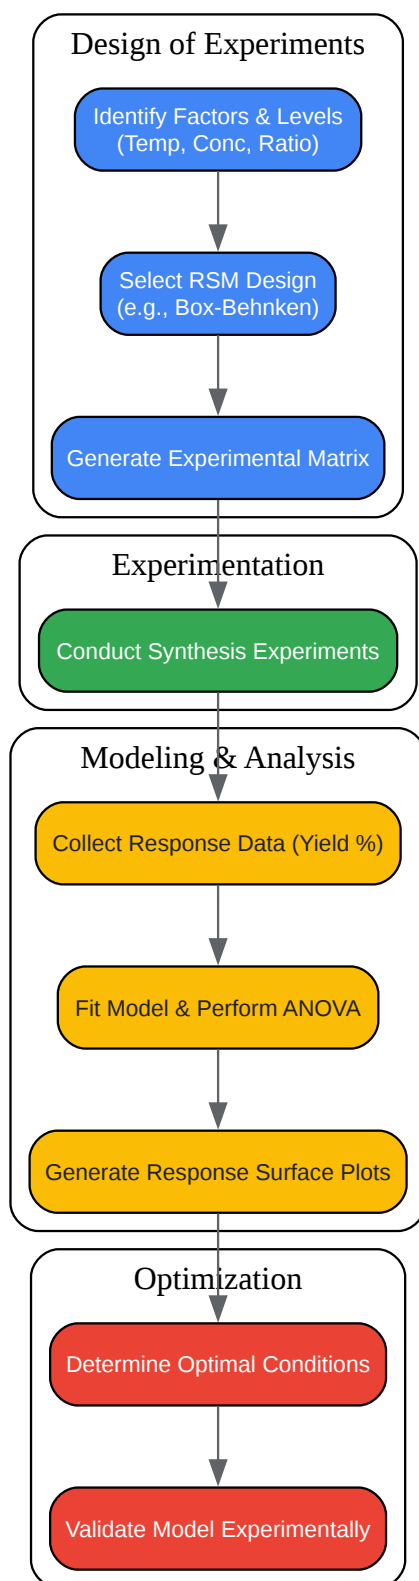 Design of Experiments
Identify Factors & Levels
(Temp, Conc, Ratio)
Select RSM Design
(e.g., Box-Behnken)
Generate Experimental Matrix
Experimentation
Conduct Synthesis Experiments
Modeling & Analysis
Collect Response Data (Yield %)
Fit Model & Perform ANOVA
Generate Response Surface Plots
Optimization
Determine Optimal Conditions
Validate Model Experimentally